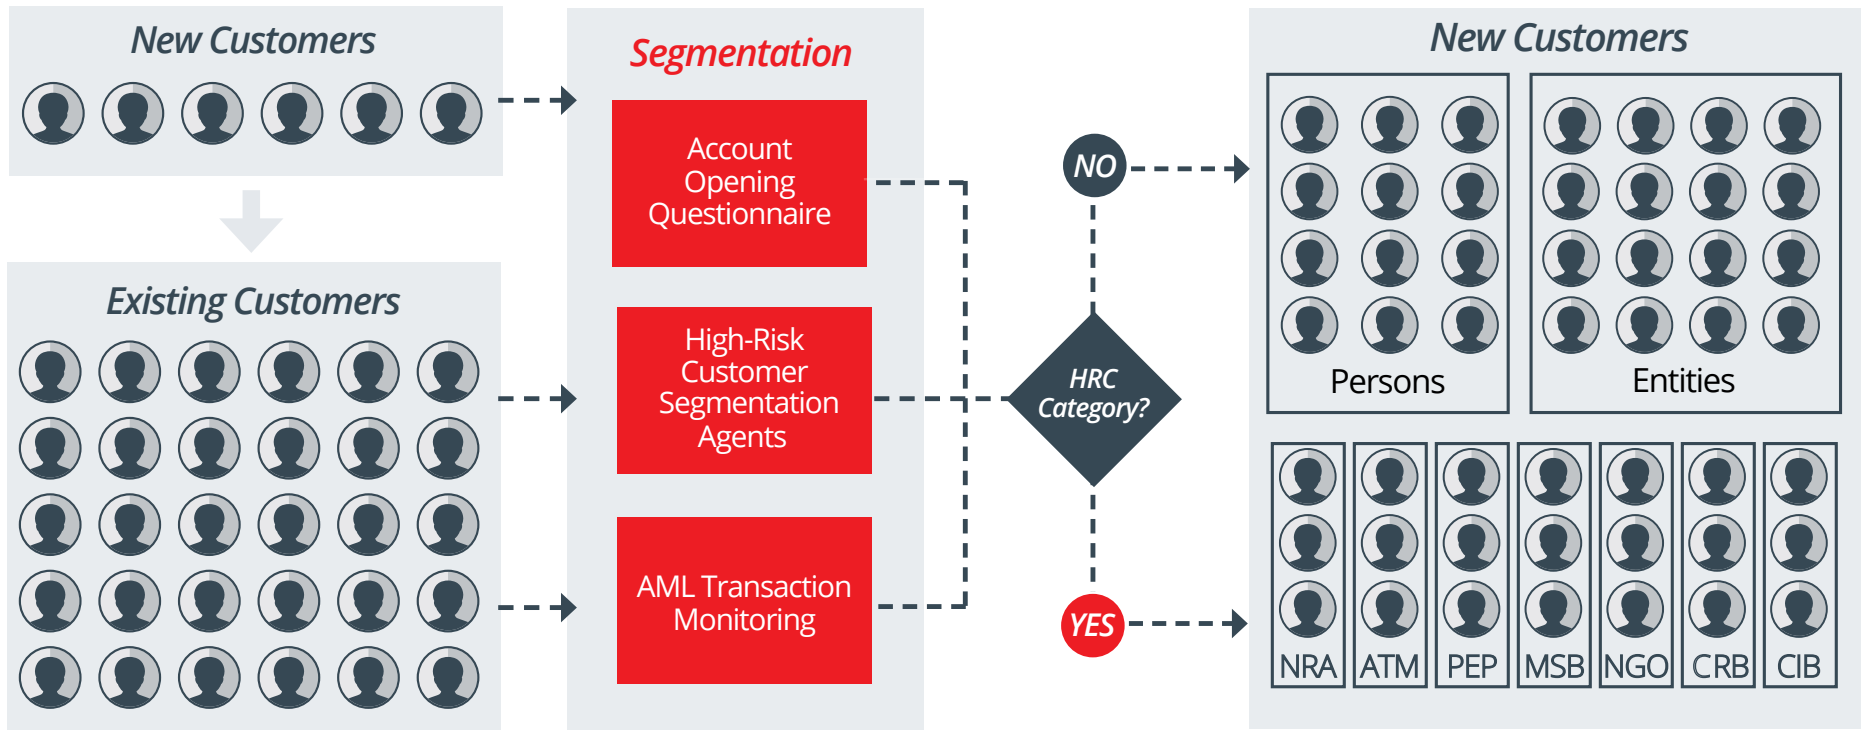 New Customers
Existing Customers
Segmentation
Account
Opening
Questionnaire
High-Risk
Customer
Segmentation
Agents
AML Transaction
Monitoring
HRC
Category?
NO
YES
New Customers
Persons
Entities
NRA
ATM
PEP
MSB
NGO
CRB
CIB